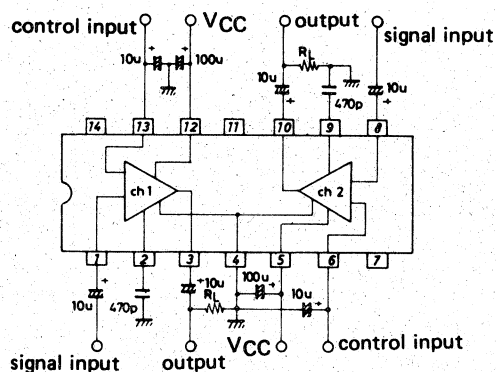 control input
VCC
output
signal input
10u + + 100u
RL
10u +
470p
10u +
14 13 12 11 10 9 8
ch 1
ch 2
1 2 3 4 5 6 7
+ 10u
470p
+ 10u
RL
100u +
10u +
signal input
output
VCC
control input